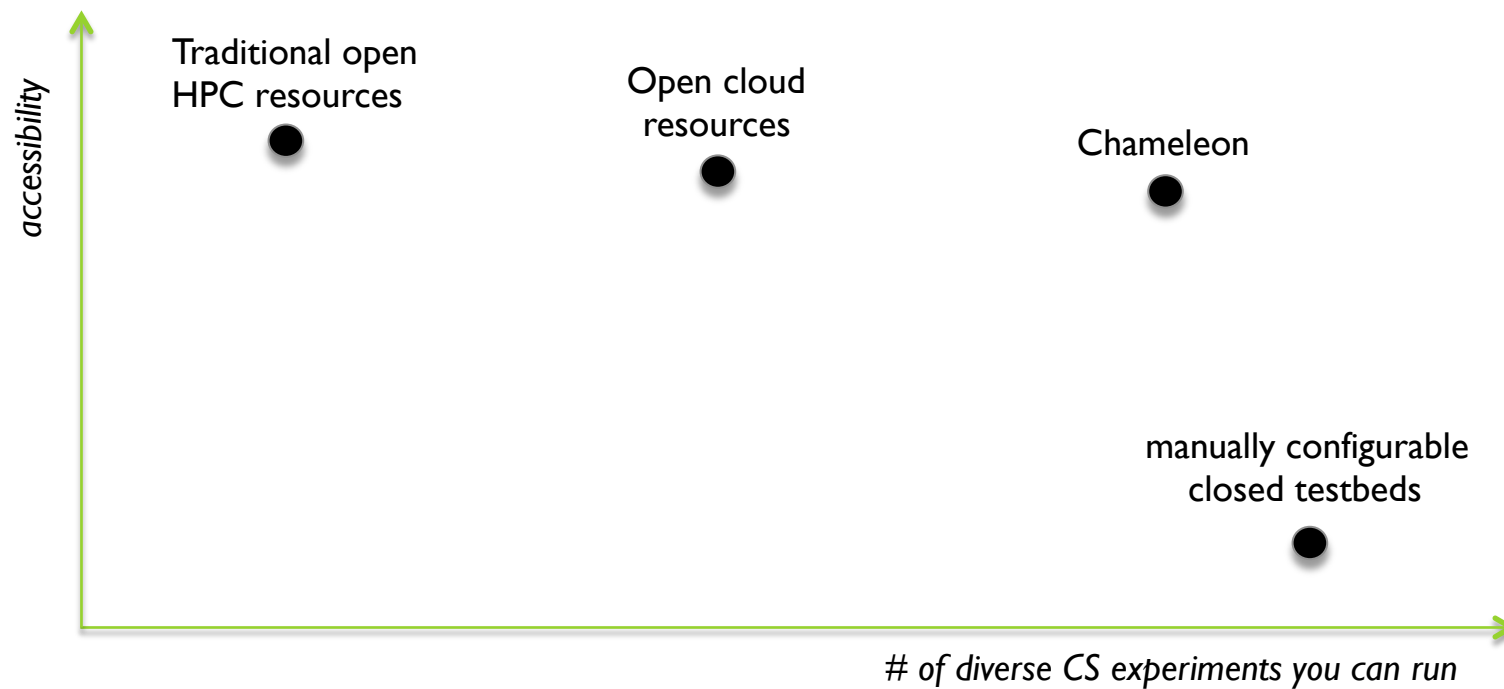 accessibility
Traditional open
HPC resources
Open cloud
resources
Chameleon
manually configurable
closed testbeds
# of diverse CS experiments you can run